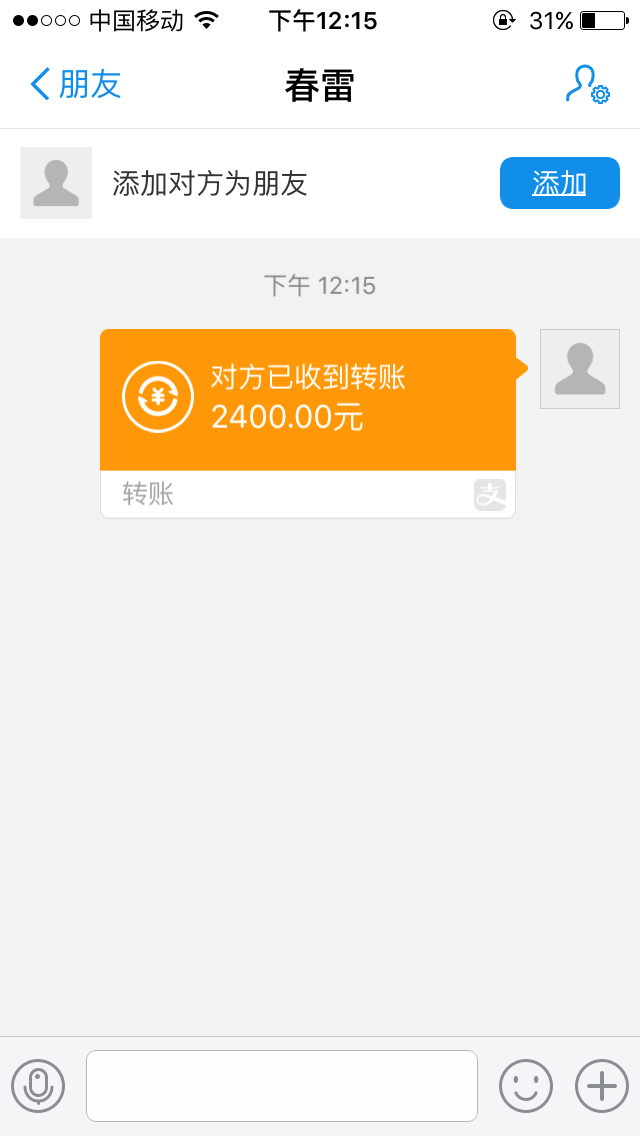 中国移动 下午12:15 31%
朋友 春雷
添加对方为朋友 添加
下午 12:15
对方已收到转账
2400.00元
转账 支